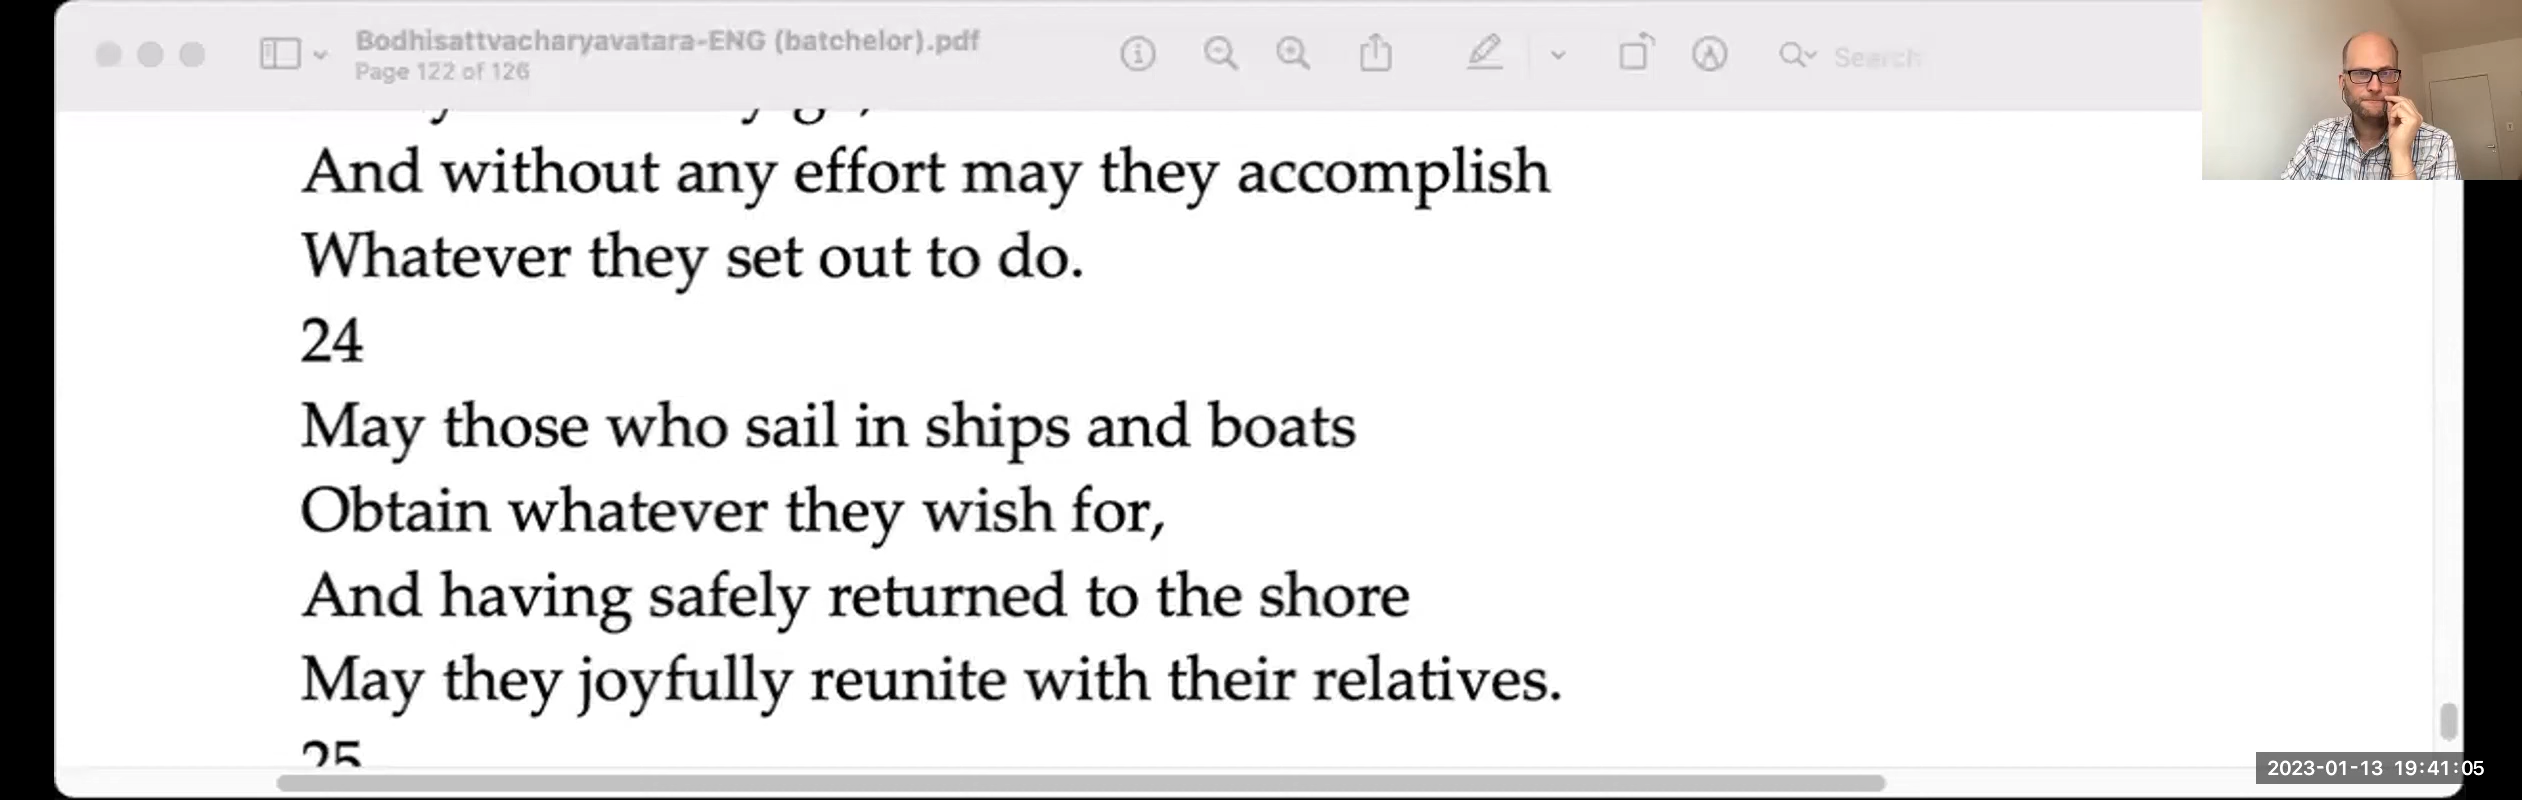 Bodhisattvacharyavatara-ENG (batchelor).pdf
Page 122 of 126
Search
And without any effort may they accomplish
Whatever they set out to do.
24
May those who sail in ships and boats
Obtain whatever they wish for,
And having safely returned to the shore
May they joyfully reunite with their relatives.
25
2023-01-13 19:41:05